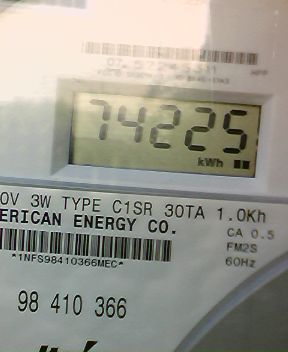 74225
kWh
0V 3W TYPE C1SR 30TA 1.0Kh
ERICAN ENERGY CO.
CA 0.5
FM2S
*1NFS98410366MEC*
60Hz
98 410 366